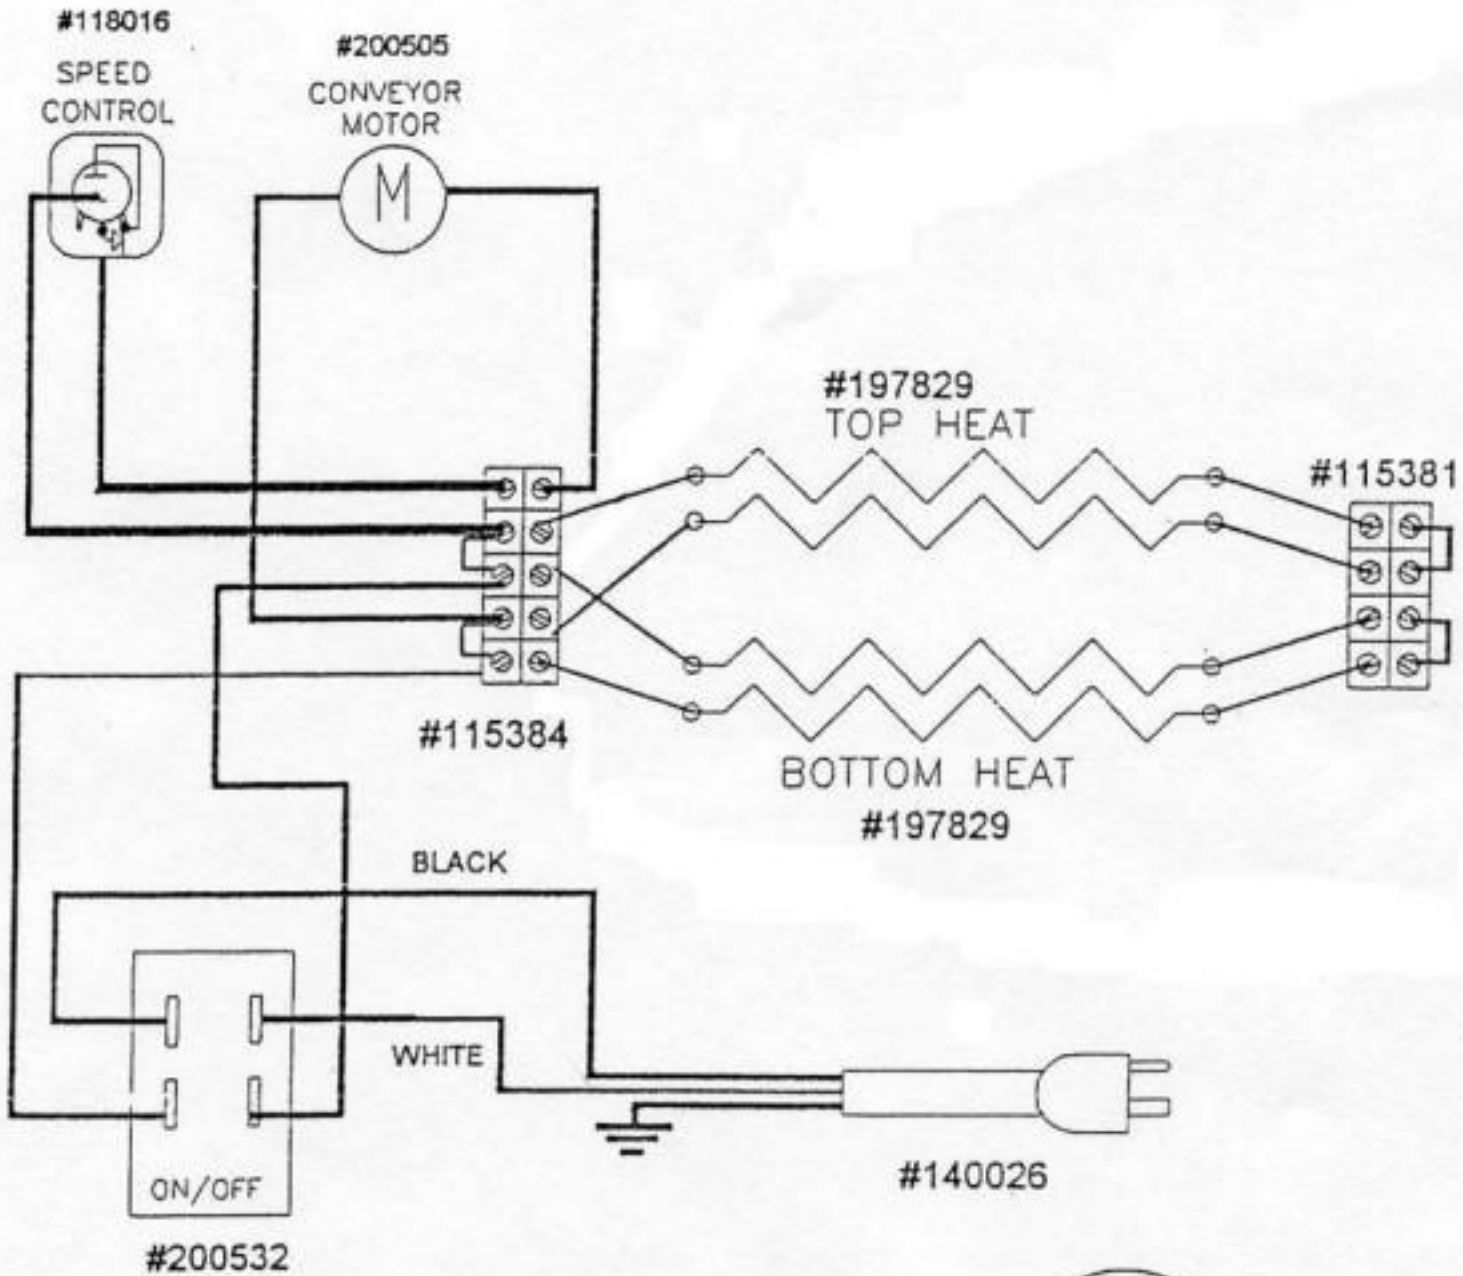 #118016
SPEED
CONTROL
#200505
CONVEYOR
MOTOR
M
#197829
TOP HEAT
#115381
#115384
BOTTOM HEAT
#197829
BLACK
WHITE
ON/OFF
#140026
#200532